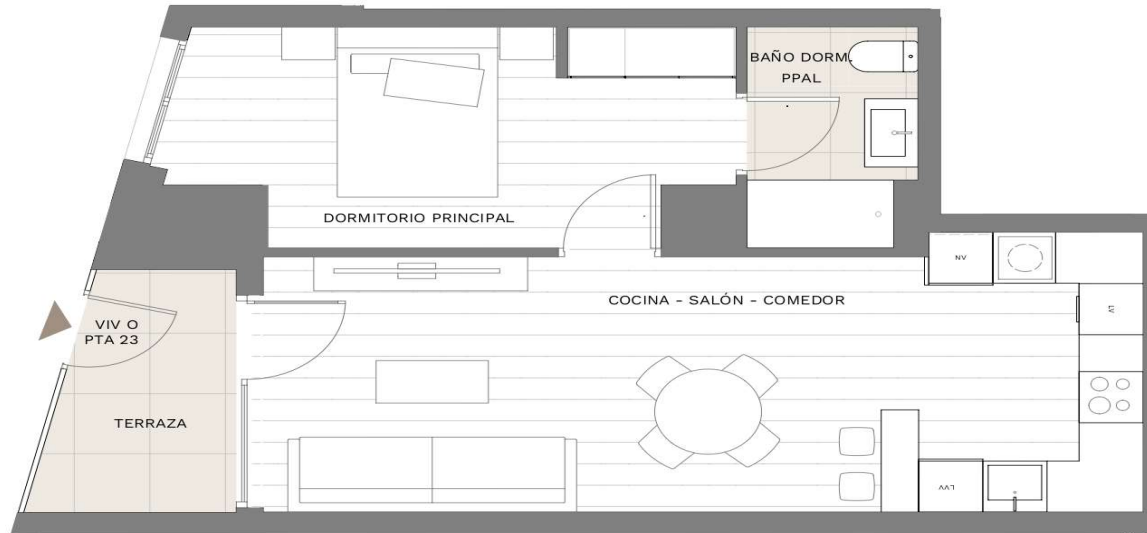 BAÑO DORM.
PPAL
DORMITORIO PRINCIPAL
NV
COCINA - SALÓN - COMEDOR
LV
VIV O
PTA 23
TERRAZA
LVV